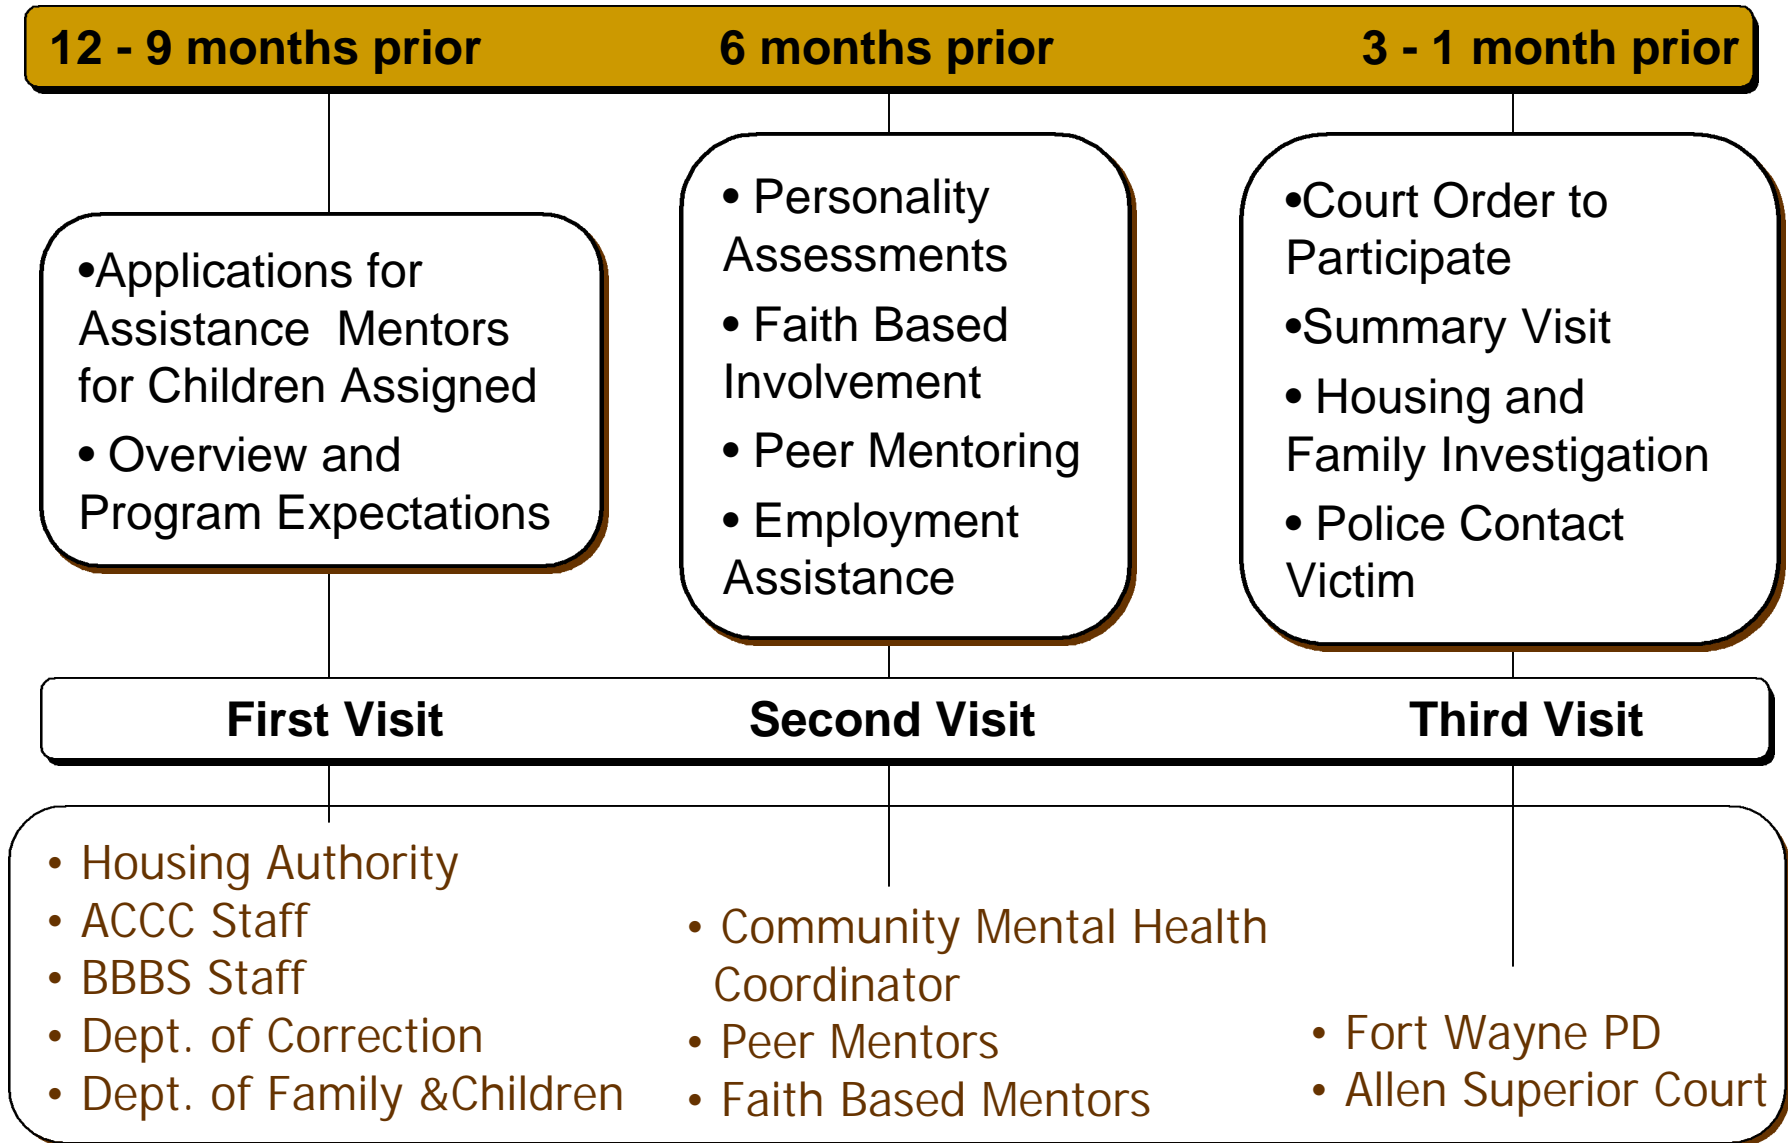 12 - 9 months prior
6 months prior
3 - 1 month prior
•Applications for
Assistance  Mentors
for Children Assigned
• Overview and
Program Expectations
• Personality
Assessments
• Faith Based
Involvement
• Peer Mentoring
• Employment
Assistance
•Court Order to
Participate
•Summary Visit
• Housing and
Family Investigation
• Police Contact
Victim
First Visit
Second Visit
Third Visit
• Housing Authority
• ACCC Staff
• BBBS Staff
• Dept. of Correction
• Dept. of Family &Children
• Community Mental Health
Coordinator
• Peer Mentors
• Faith Based Mentors
• Fort Wayne PD
• Allen Superior Court